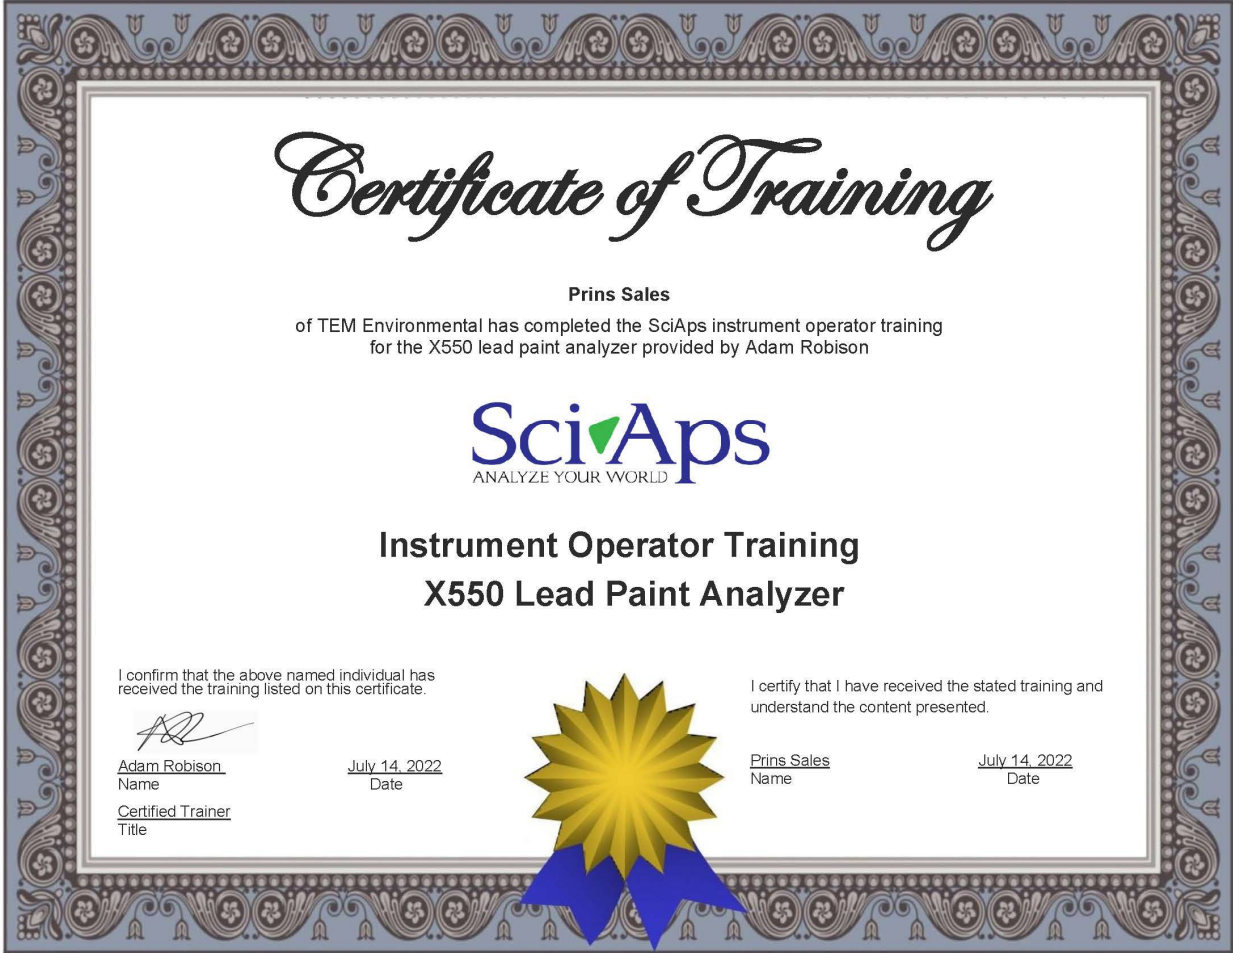 Certificate of Training
Prins Sales
of TEM Environmental has completed the SciAps instrument operator training
for the X550 lead paint analyzer provided by Adam Robison
SciAps
ANALYZE YOUR WORLD
Instrument Operator Training
X550 Lead Paint Analyzer
I confirm that the above named individual has
received the training listed on this certificate.
Adam Robison
Name
July 14, 2022
Date
Certified Trainer
Title
I certify that I have received the stated training and
understand the content presented.
Prins Sales
Name
July 14, 2022
Date